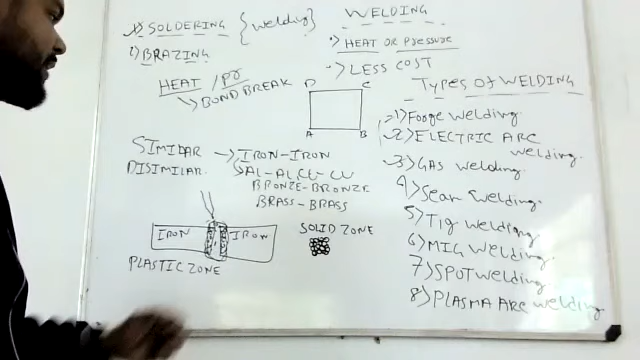 WELDING
1) SOLDERING { Welding }
2) BRAZING
1) HEAT OR Pressure
-) LESS COST
HEAT / Pr
→ BOND BREAK
D C
A B
SIMILAR → IRON-IRON
DISIMILAR
AL-AL CU-CU
BRONZE-BRONZE
BRASS-BRASS
IRON IRON
PLASTIC ZONE
SOLID ZONE
Types OF WELDING
1) Forge welding
2) ELECTRIC ARC welding.
3) GAS welding.
4) Seam welding.
5) Tig welding
6) MIG welding.
7) SPOT welding
8) PLASMA ARC welding.